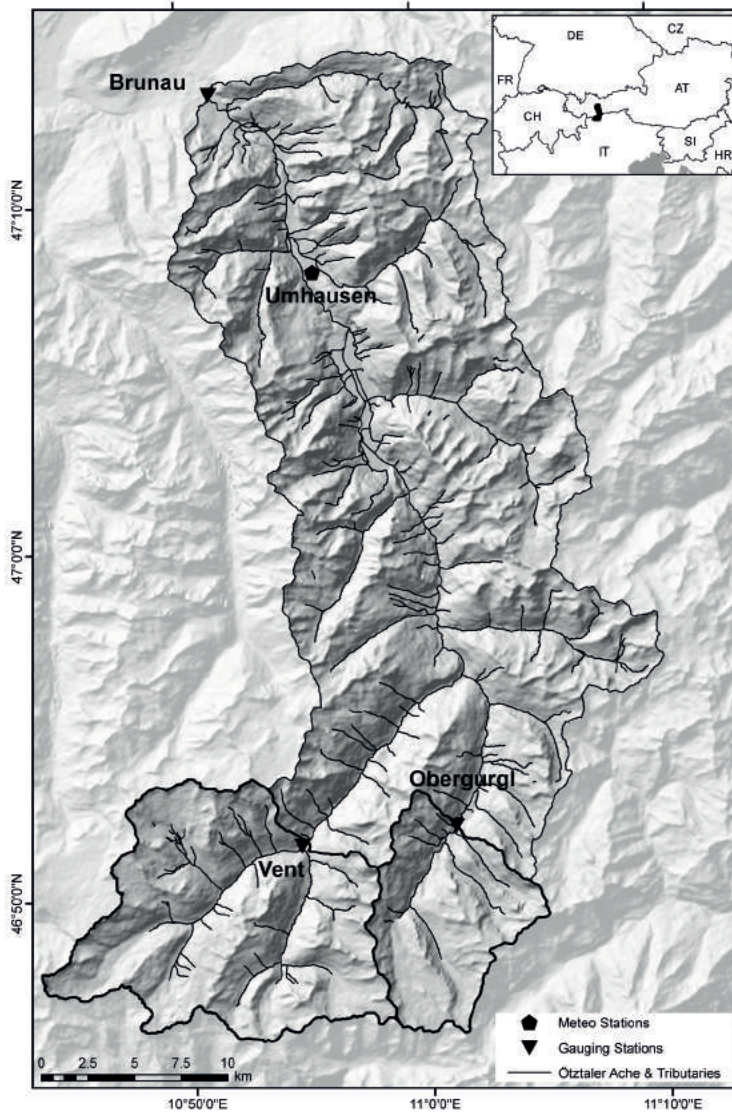 DE
CZ
FR
AT
CH
SI
IT
HR
Brunau
47°10'0"N
Umhausen
47°0'0"N
Obergurgl
Vent
46°50'0"N
Meteo Stations
Gauging Stations
Ötztaler Ache & Tributaries
0 2.5 5 7.5 10
km
10°50'0"E 11°0'0"E 11°10'0"E